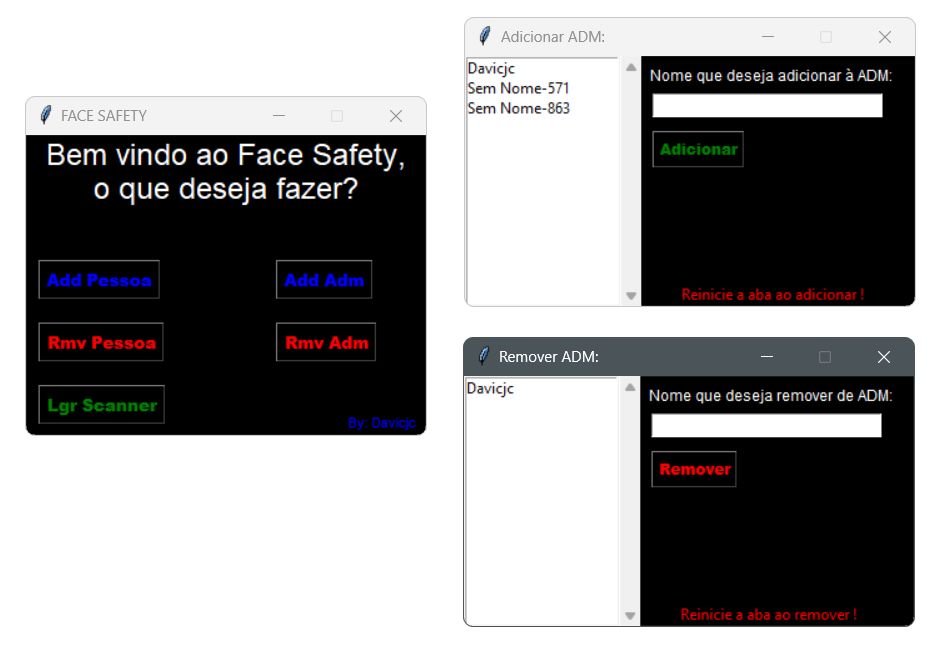 FACE SAFETY
Bem vindo ao Face Safety,
o que deseja fazer?
Add Pessoa
Add Adm
Rmv Pessoa
Rmv Adm
Lgr Scanner
By: Davicjc
Adicionar ADM:
Davicjc
Sem Nome-571
Sem Nome-863
Nome que deseja adicionar à ADM:
Adicionar
Reinicie a aba ao adicionar !
Remover ADM:
Davicjc
Nome que deseja remover de ADM:
Remover
Reinicie a aba ao remover !